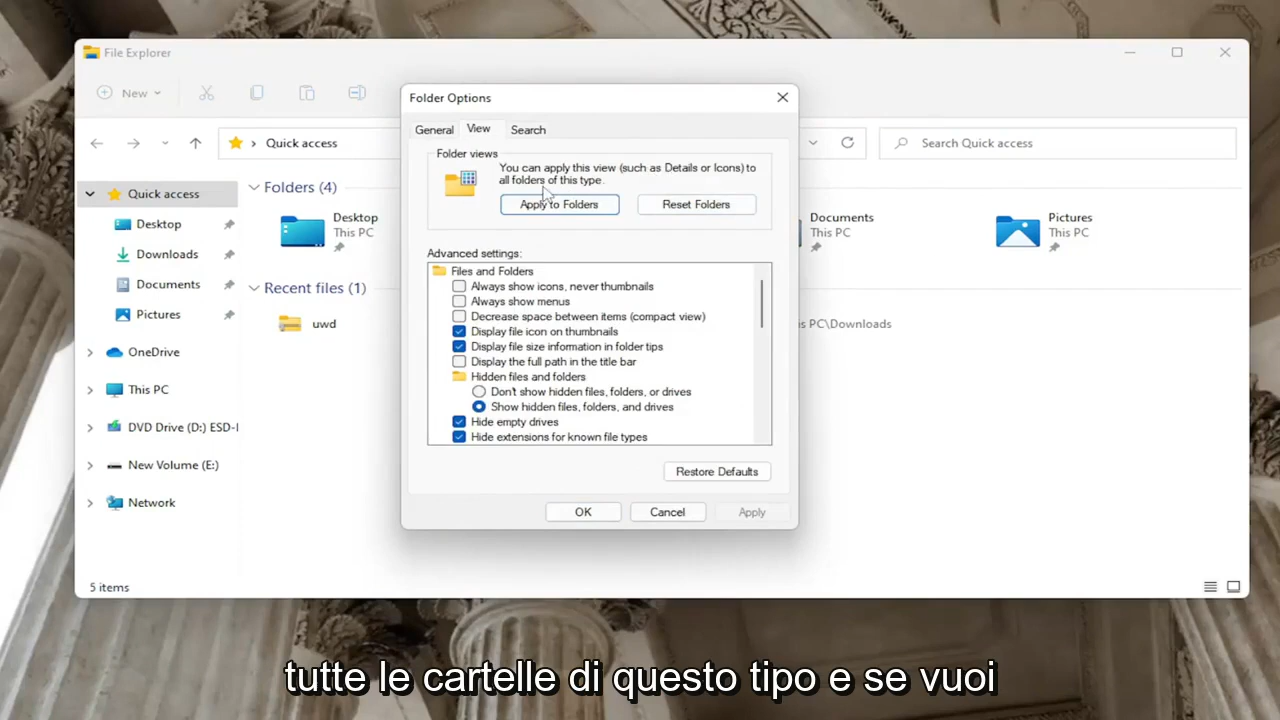 File Explorer
New
Quick access
Search Quick access
Quick access
Desktop
Downloads
Documents
Pictures
OneDrive
This PC
DVD Drive (D:) ESD-I
New Volume (E:)
Network
5 items
Folders (4)
Desktop
This PC
Documents
This PC
Pictures
This PC
Recent files (1)
uwd
is PC\Downloads
Folder Options
General
View
Search
Folder views
You can apply this view (such as Details or Icons) to
all folders of this type.
Apply to Folders
Reset Folders
Advanced settings:
Files and Folders
Always show icons, never thumbnails
Always show menus
Decrease space between items (compact view)
Display file icon on thumbnails
Display file size information in folder tips
Display the full path in the title bar
Hidden files and folders
Don't show hidden files, folders, or drives
Show hidden files, folders, and drives
Hide empty drives
Hide extensions for known file types
Restore Defaults
OK
Cancel
Apply
tutte le cartelle di questo tipo e se vuoi